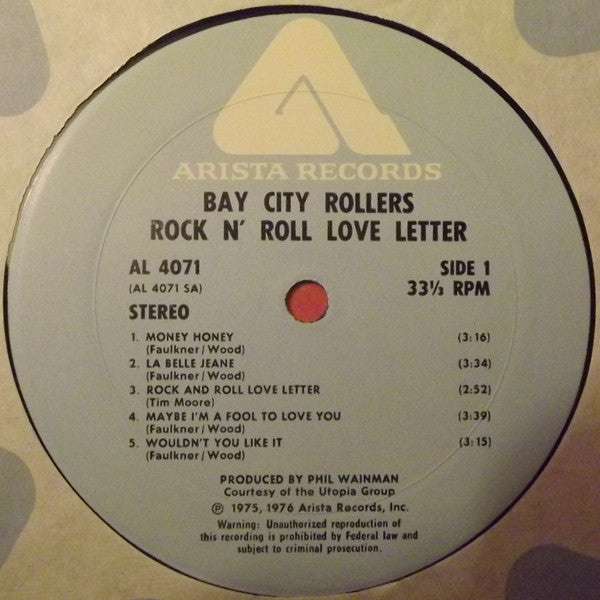 ARISTA RECORDS
BAY CITY ROLLERS
ROCK N' ROLL LOVE LETTER
AL 4071 SIDE 1
(AL 4071 SA) 33⅓ RPM
STEREO
1. MONEY HONEY (3:16)
(Faulkner/Wood)
2. LA BELLE JEANE (3:34)
(Faulkner/Wood)
3. ROCK AND ROLL LOVE LETTER (2:52)
(Tim Moore)
4. MAYBE I'M A FOOL TO LOVE YOU (3:39)
(Faulkner/Wood)
5. WOULDN'T YOU LIKE IT (3:15)
(Faulkner/Wood)
PRODUCED BY PHIL WAINMAN
Courtesy of the Utopia Group
℗ 1975, 1976 Arista Records, Inc.
Warning: Unauthorized reproduction of
this recording is prohibited by Federal law and
subject to criminal prosecution.